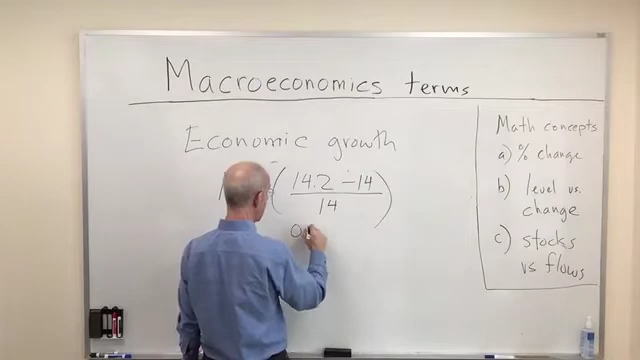 Macroeconomics terms
Economic growth
(14.2 - 14)
14
Math concepts
a) % change
b) level vs.
change
c) stocks
vs flows